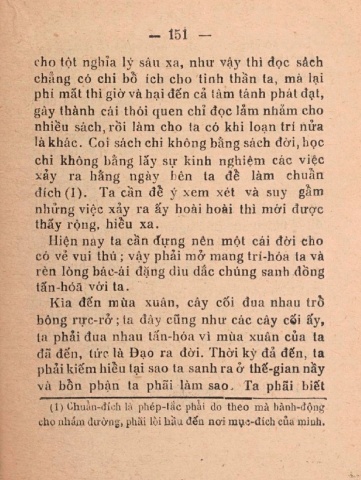 — 151 —
cho tột nghỉa lý sâu xa, như vậy thì đọc sách
chẳng có chi bổ ích cho tinh thần ta, mà lại
phí mất thì giờ và hại đến cả tâm tánh phát đạt,
gây thành cái thói quen chỉ đọc lẩm nhẩm cho
nhiều sách, rồi làm cho ta có khi loạn trí nửa
là khác. Coi sách chi không bằng sách đời, học
chi không bằng lấy sự kinh nghiệm các việc
xảy ra hằng ngày bên ta để làm chuẩn
đích (1). Ta cần để ý xem xét và suy gẩm
những việc xảy ra ấy hoài hoài thì mới được
thấy rộng, hiểu xa.
Hiện nay ta cần dựng nên một cái đời cho
có vẻ vui thú; vậy phải mở mang trí-hóa ta và
rèn lòng bác-ái đặng dìu dắc chúng sanh đồng
tấn-hóa với ta.
Kìa đến mùa xuân, cây cối đua nhau trổ
bông rực-rở; ta đây cũng như các cây cối ấy,
ta phải đua nhau tấn-hóa vì mùa xuân của ta
đã đến, tức là Đạo ra đời. Thời kỳ đả đến, ta
phải kiếm hiểu tại sao ta sanh ra ở thế-gian nầy
và bổn phận ta phãi làm sao. Ta phãi biết
(1) Chuẩn-đích là phép-tắc phải do theo mà hành-động
cho nhắm đường, phãi lối hầu đến nơi mục-đích của mình.